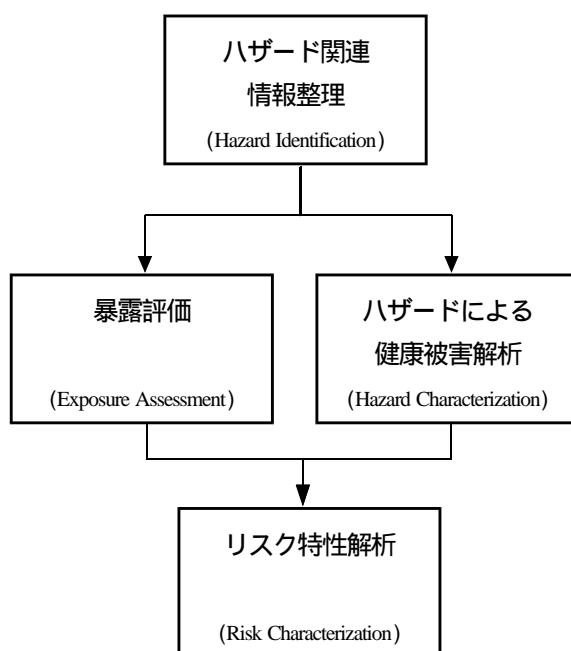 ハザード関連
情報整理
(Hazard Identification)
暴露評価
(Exposure Assessment)
ハザードによる
健康被害解析
(Hazard Characterization)
リスク特性解析
(Risk Characterization)